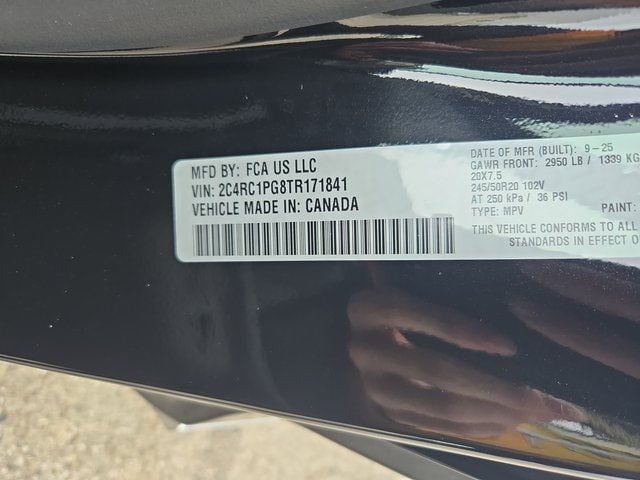 MFD BY: FCA US LLC
VIN: 2C4RC1PG8TR171841
VEHICLE MADE IN: CANADA
DATE OF MFR (BUILT): 9-25
GAWR FRONT: 2950 LB / 1339 KG
20X7.5
245/50R20 102V
AT 250 kPa / 36 PSI
TYPE: MPV PAINT:
THIS VEHICLE CONFORMS TO ALL
STANDARDS IN EFFECT